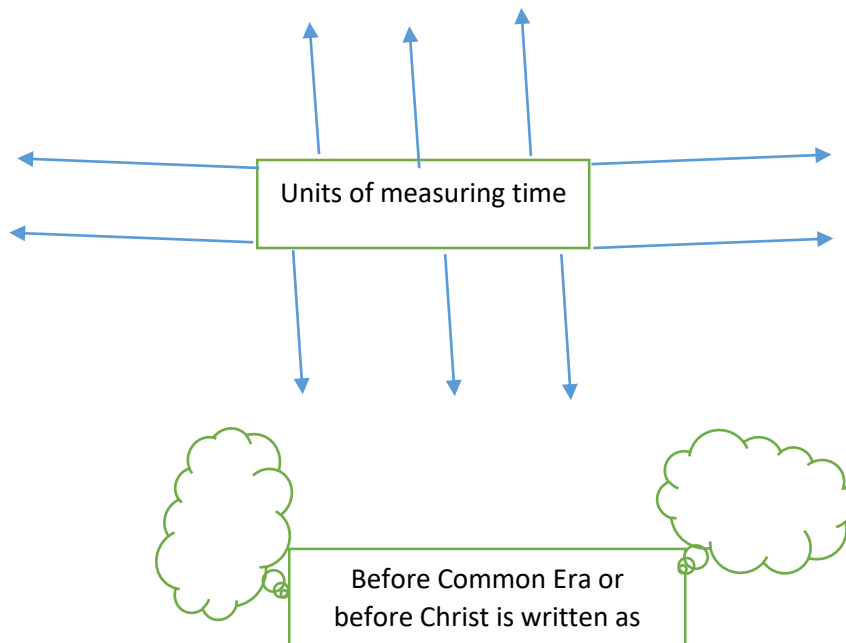 Units of measuring time
Before Common Era or
before Christ is written as